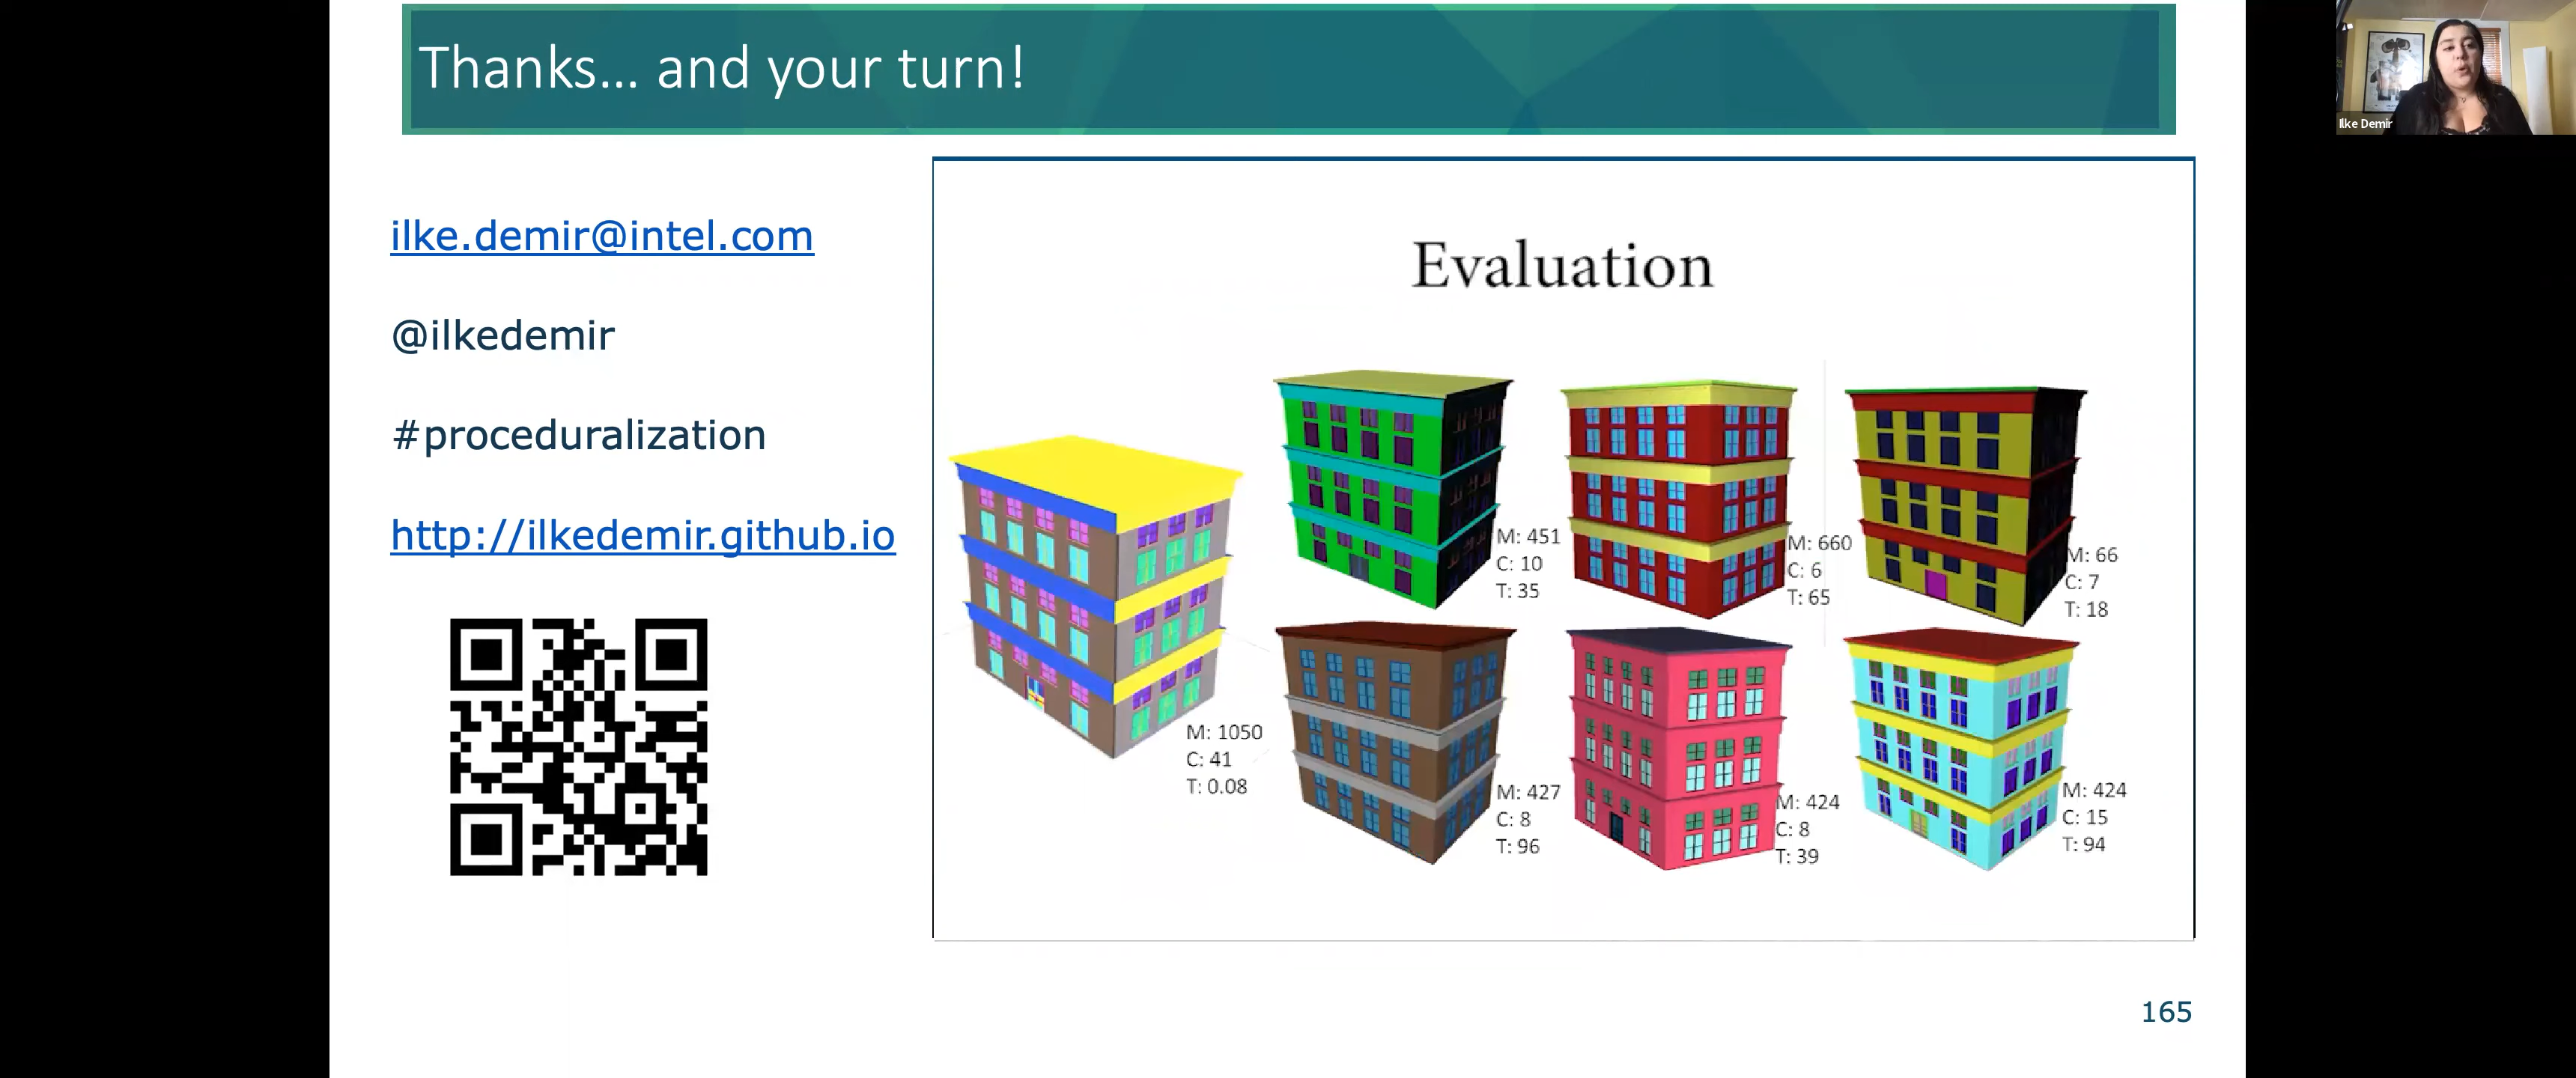 Thanks... and your turn!
Ilke Demir
ilke.demir@intel.com
@ilkedemir
#proceduralization
http://ilkedemir.github.io
Evaluation
M: 451
C: 10
T: 35
M: 660
C: 6
T: 65
M: 66
C: 7
T: 18
M: 1050
C: 41
T: 0.08
M: 427
C: 8
T: 96
M: 424
C: 8
T: 39
M: 424
C: 15
T: 94
165